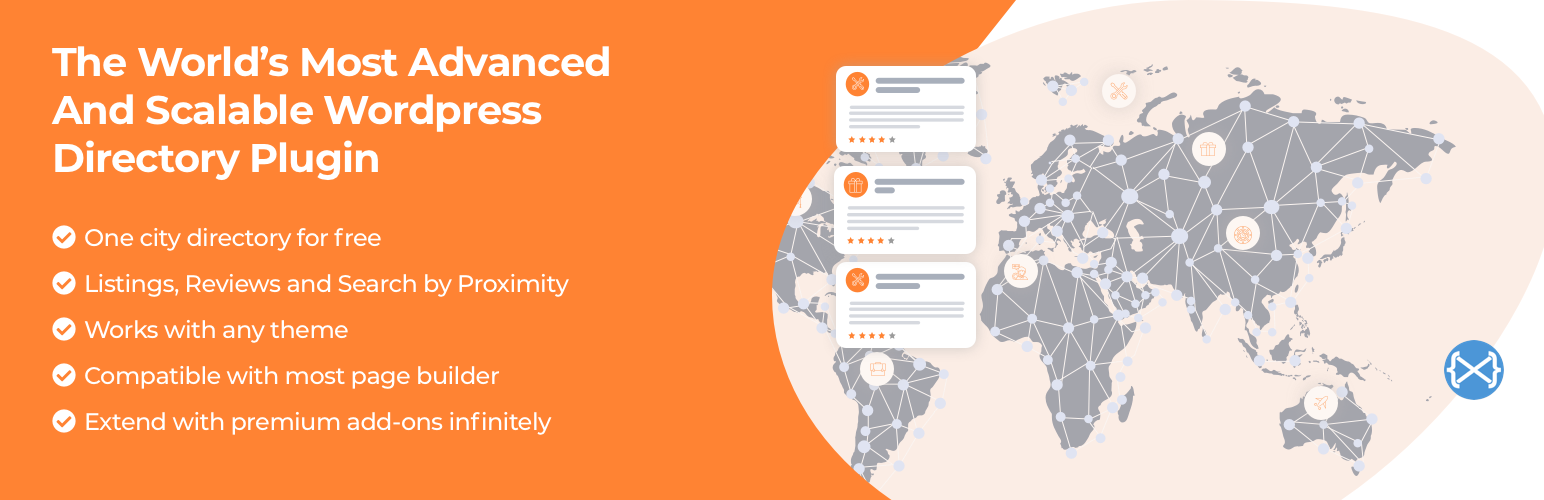 The World's Most Advanced
And Scalable Wordpress
Directory Plugin
One city directory for free
Listings, Reviews and Search by Proximity
Works with any theme
Compatible with most page builder
Extend with premium add-ons infinitely